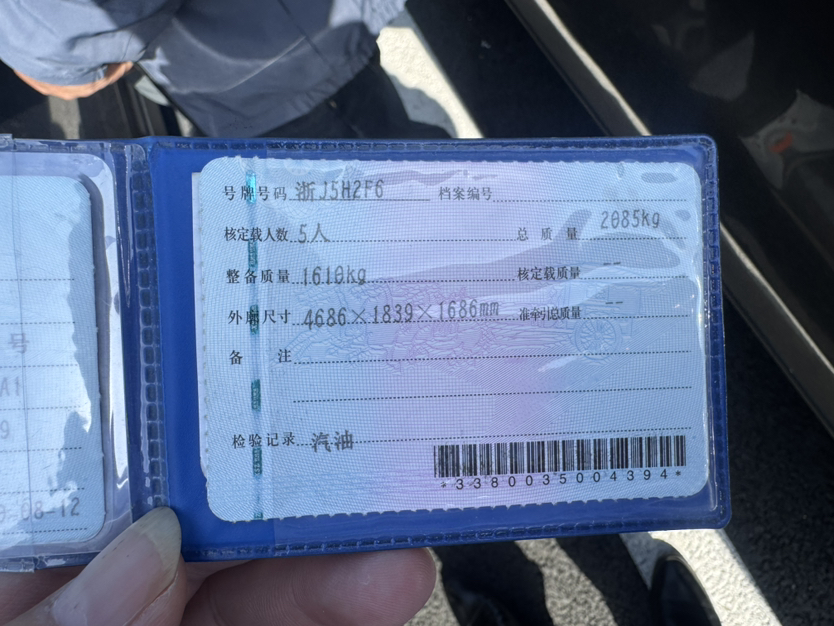 号牌号码 浙J5H2F6 档案编号
核定载人数 5人 总质量 2085kg
整备质量 1610kg 核定载质量 --
外廓尺寸 4686×1839×1686mm 准牵引总质量 --
备注
检验记录 汽油
*3380035004394*
号
A1
9
9-08-12